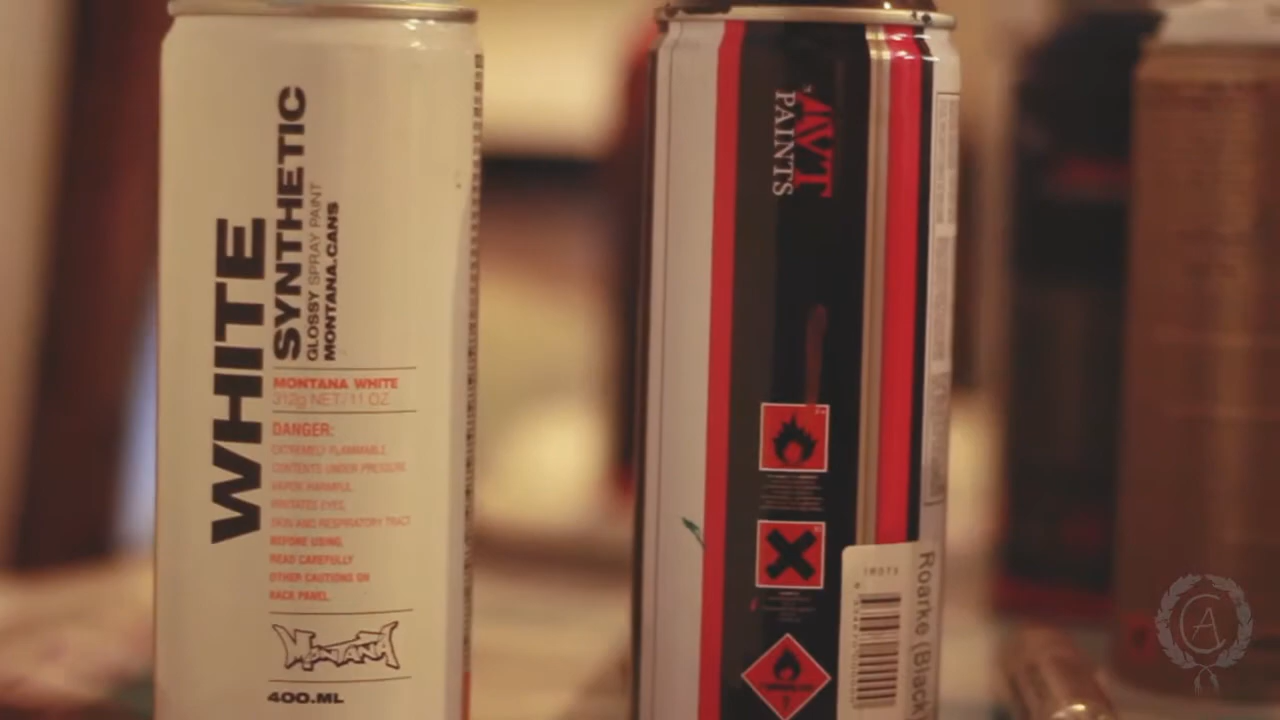 WHITE
SYNTHETIC
GLOSSY SPRAY PAINT
MONTANA.CANS
MONTANA WHITE
312g NET/11 OZ
DANGER:
EXTREMELY FLAMMABLE,
CONTENTS UNDER PRESSURE
VAPOR HARMFUL,
IRRITATES EYES,
SKIN AND RESPIRATORY TRACT
BEFORE USING,
READ CAREFULLY
OTHER CAUTIONS ON
BACK PANEL.
MONTANA
400.ML
MVT
PAINTS
Roarke (Black
CA